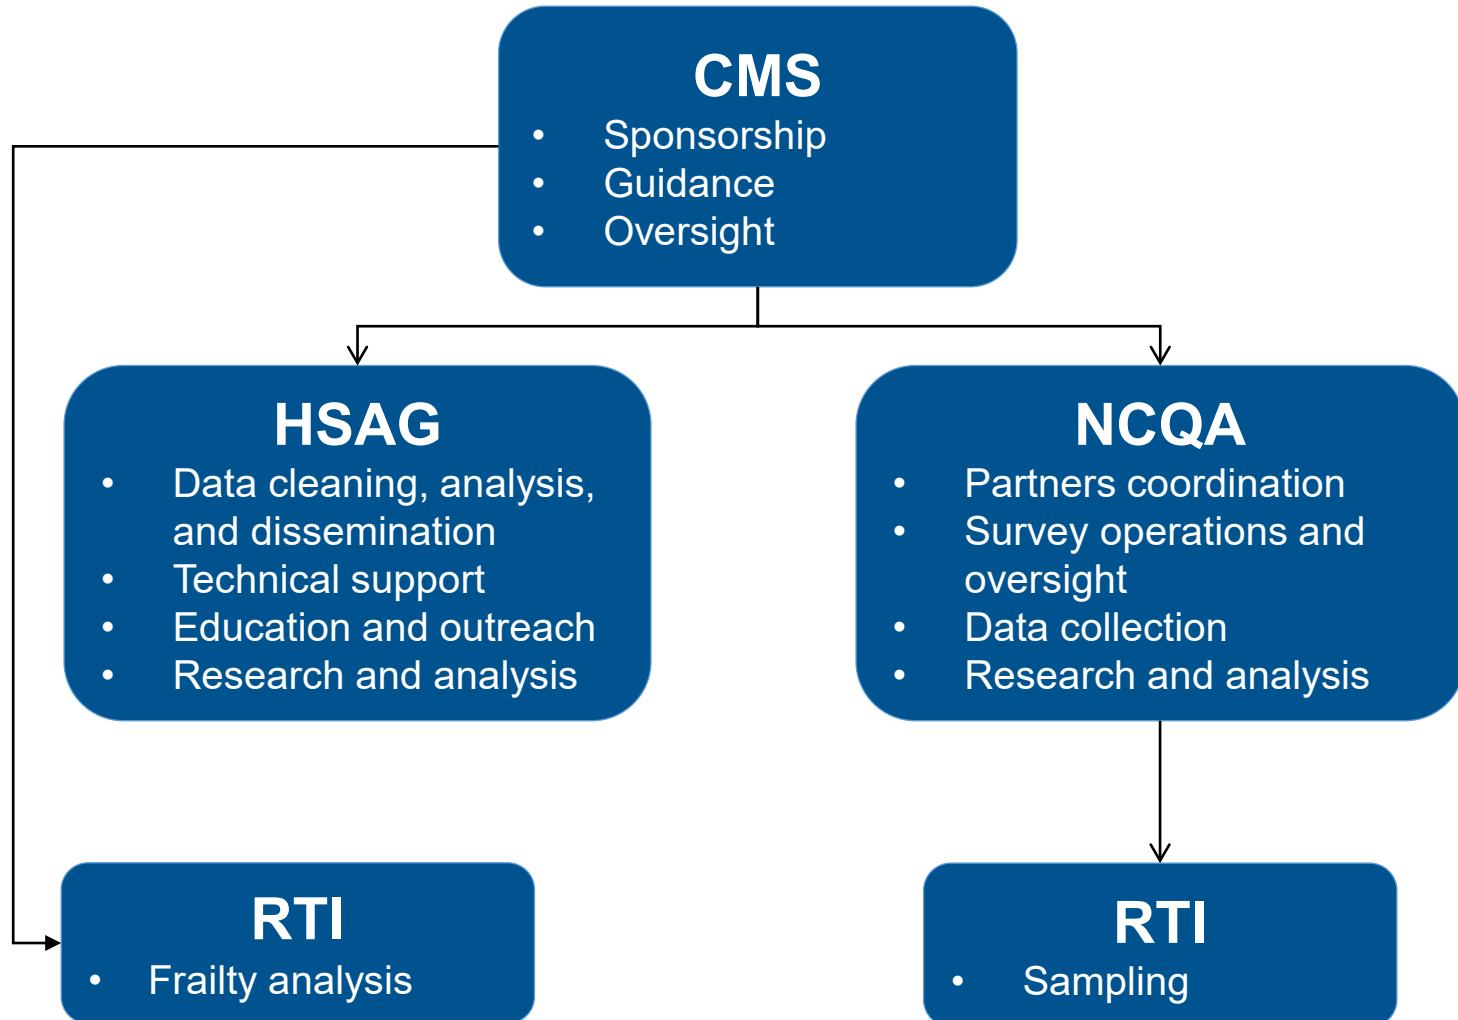 CMS
• Sponsorship
• Guidance
• Oversight
HSAG
• Data cleaning, analysis,
and dissemination
• Technical support
• Education and outreach
• Research and analysis
NCQA
• Partners coordination
• Survey operations and
oversight
• Data collection
• Research and analysis
RTI
• Frailty analysis
RTI
• Sampling